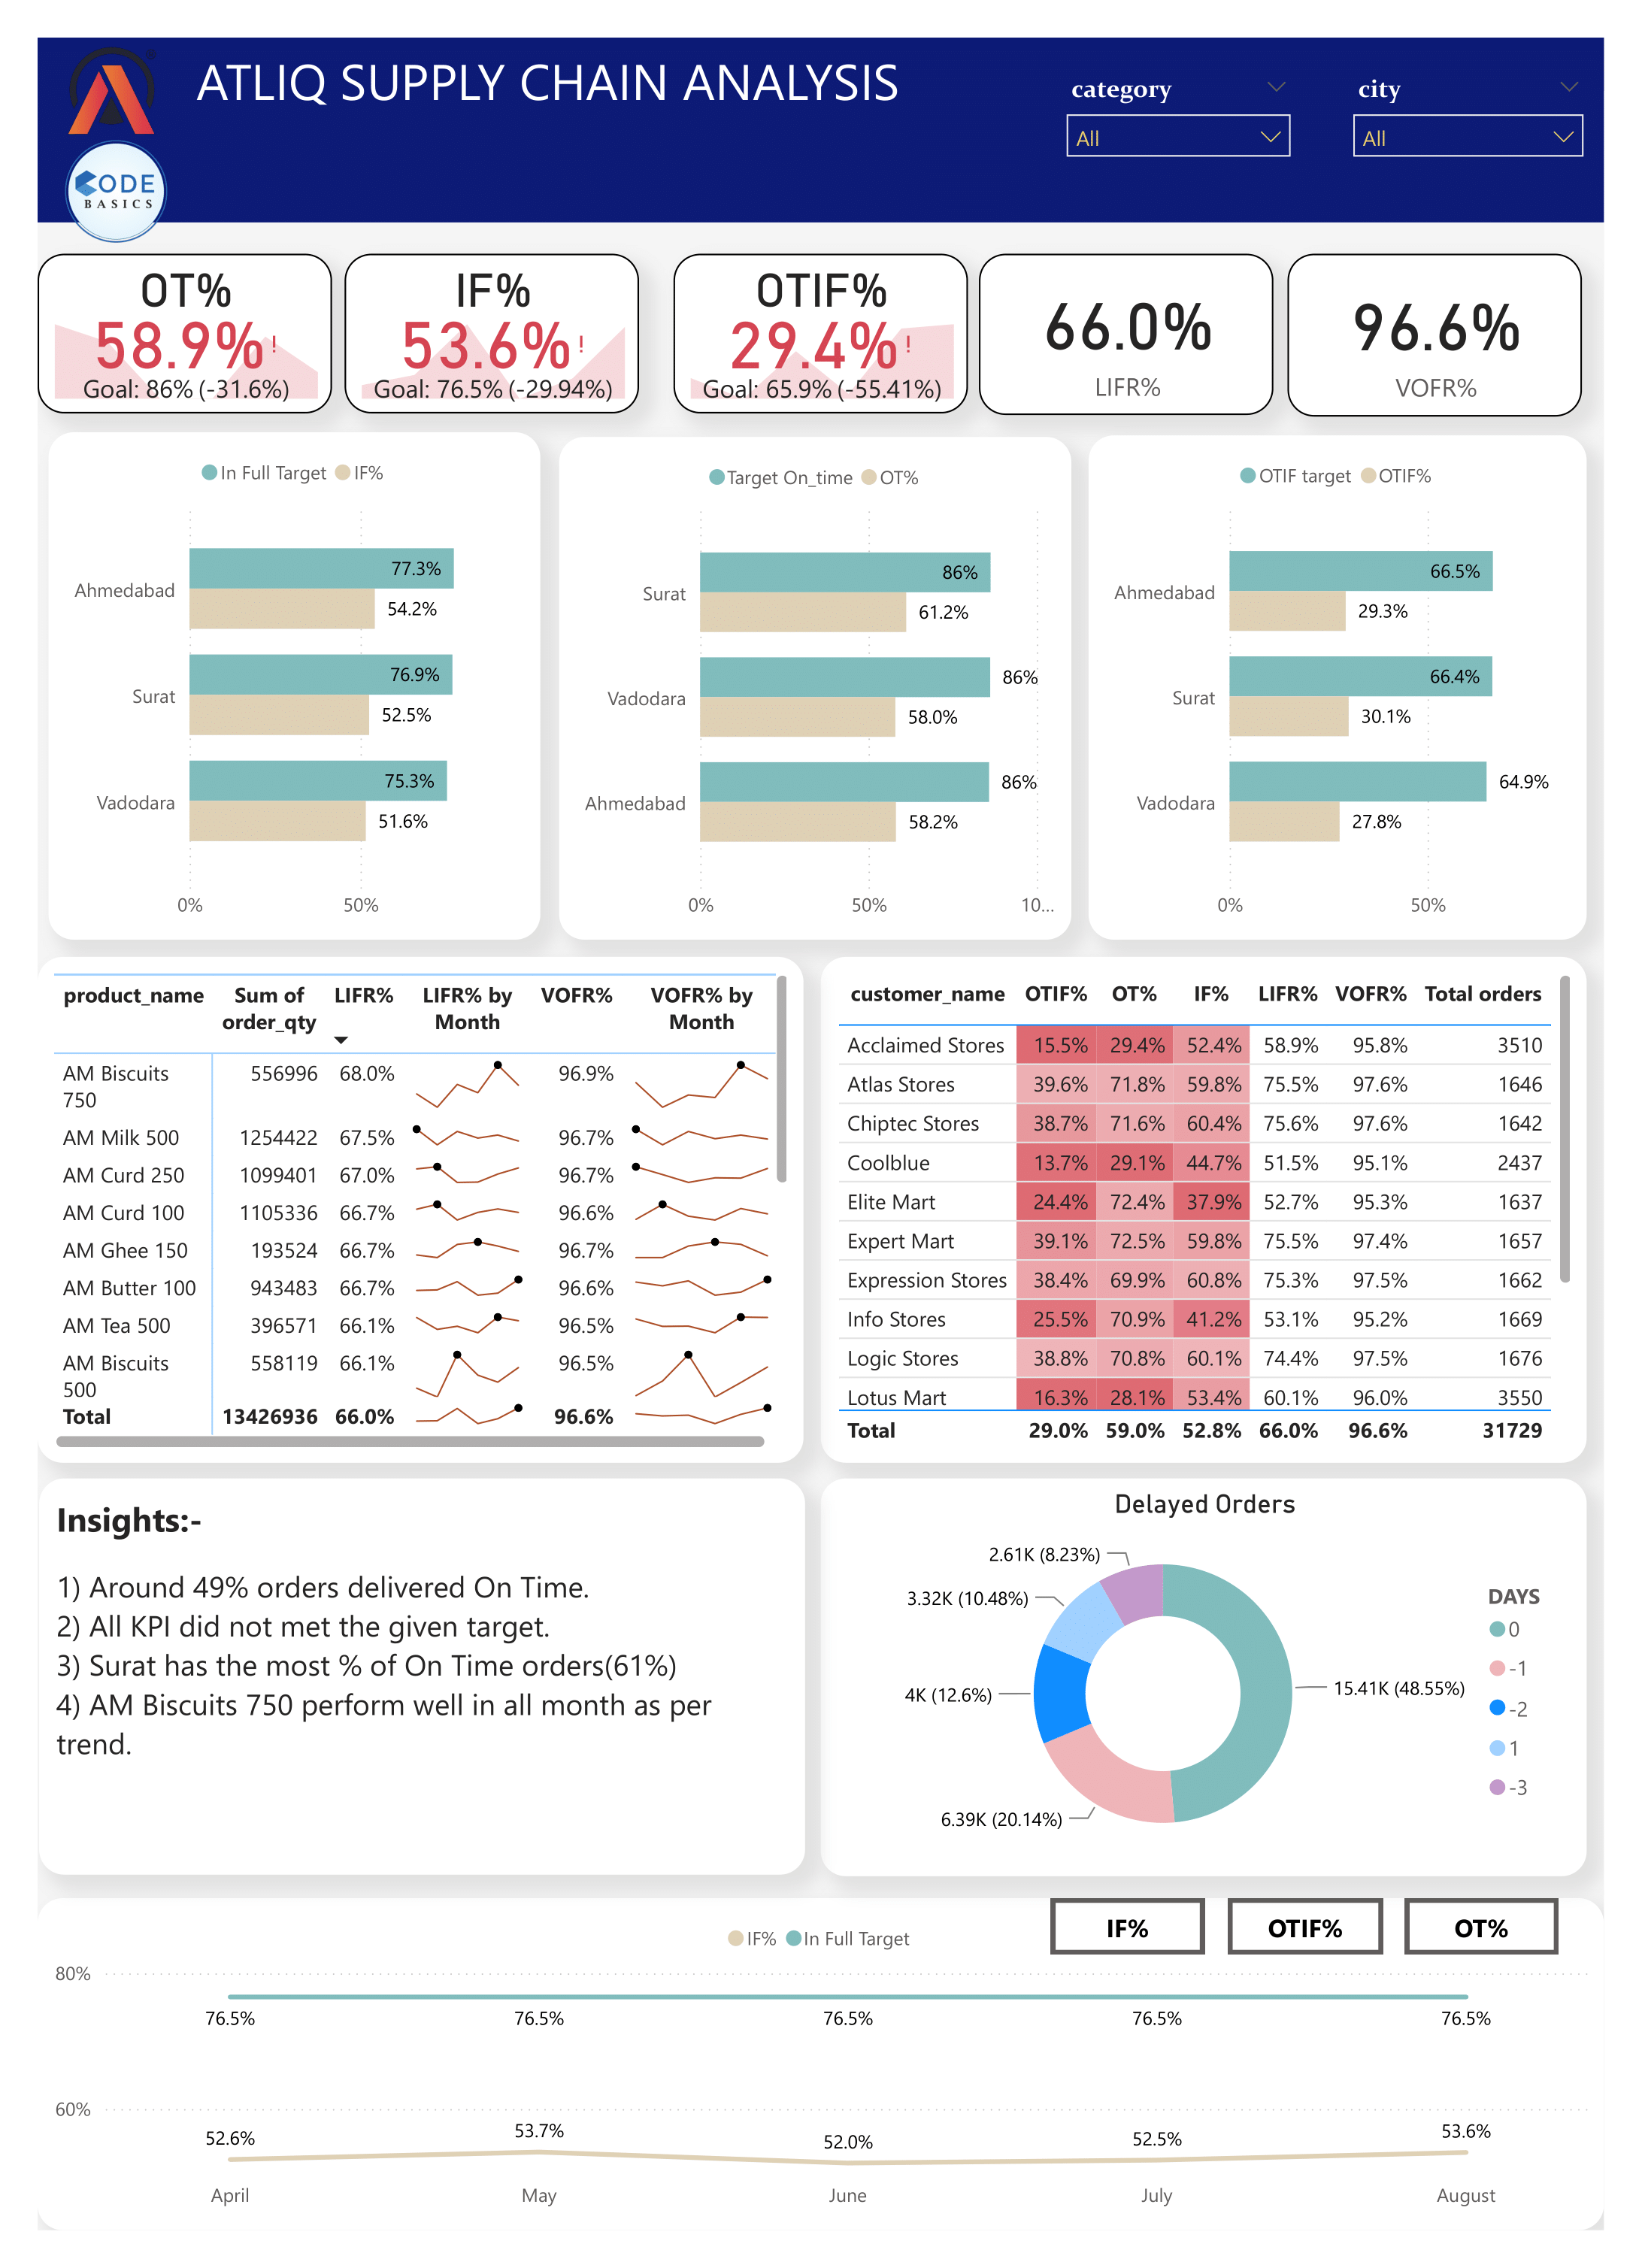 ATLIQ SUPPLY CHAIN ANALYSIS
category
All
city
All
CODE
BASICS
OT%
58.9%!
Goal: 86% (-31.6%)
IF%
53.6%!
Goal: 76.5% (-29.94%)
OTIF%
29.4%!
Goal: 65.9% (-55.41%)
66.0%
LIFR%
96.6%
VOFR%
In Full Target IF%
Ahmedabad 77.3%
54.2%
Surat 76.9%
52.5%
Vadodara 75.3%
51.6%
0% 50%
Target On_time OT%
Surat 86%
61.2%
Vadodara 86%
58.0%
Ahmedabad 86%
58.2%
0% 50% 10...
OTIF target OTIF%
Ahmedabad 66.5%
29.3%
Surat 66.4%
30.1%
Vadodara 64.9%
27.8%
0% 50%
product_name Sum of order_qty LIFR% LIFR% by Month VOFR% VOFR% by Month
AM Biscuits 750 556996 68.0% 96.9%
AM Milk 500 1254422 67.5% 96.7%
AM Curd 250 1099401 67.0% 96.7%
AM Curd 100 1105336 66.7% 96.6%
AM Ghee 150 193524 66.7% 96.7%
AM Butter 100 943483 66.7% 96.6%
AM Tea 500 396571 66.1% 96.5%
AM Biscuits 500 558119 66.1% 96.5%
Total 13426936 66.0% 96.6%
customer_name OTIF% OT% IF% LIFR% VOFR% Total orders
Acclaimed Stores 15.5% 29.4% 52.4% 58.9% 95.8% 3510
Atlas Stores 39.6% 71.8% 59.8% 75.5% 97.6% 1646
Chiptec Stores 38.7% 71.6% 60.4% 75.6% 97.6% 1642
Coolblue 13.7% 29.1% 44.7% 51.5% 95.1% 2437
Elite Mart 24.4% 72.4% 37.9% 52.7% 95.3% 1637
Expert Mart 39.1% 72.5% 59.8% 75.5% 97.4% 1657
Expression Stores 38.4% 69.9% 60.8% 75.3% 97.5% 1662
Info Stores 25.5% 70.9% 41.2% 53.1% 95.2% 1669
Logic Stores 38.8% 70.8% 60.1% 74.4% 97.5% 1676
Lotus Mart 16.3% 28.1% 53.4% 60.1% 96.0% 3550
Total 29.0% 59.0% 52.8% 66.0% 96.6% 31729
Insights:-
1) Around 49% orders delivered On Time.
2) All KPI did not met the given target.
3) Surat has the most % of On Time orders(61%)
4) AM Biscuits 750 perform well in all month as per
trend.
Delayed Orders
2.61K (8.23%)
3.32K (10.48%)
4K (12.6%)
6.39K (20.14%)
15.41K (48.55%)
DAYS
0
-1
-2
1
-3
IF% In Full Target
IF%
OTIF%
OT%
80%
76.5% 76.5% 76.5% 76.5% 76.5%
60%
52.6% 53.7% 52.0% 52.5% 53.6%
April May June July August